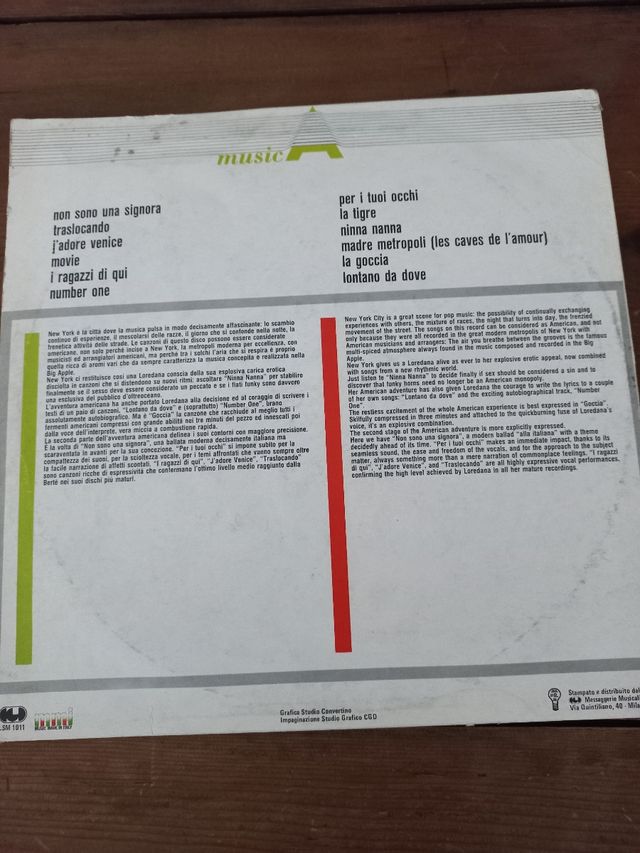 music A
non sono una signora
traslocando
j'adore venice
movie
i ragazzi di qui
number one
per i tuoi occhi
la tigre
ninna nanna
madre metropoli (les caves de l'amour)
la goccia
lontano da dove
New York è la città dove la musica pulsa in modo decisamente affascinante: lo scambio
continuo di esperienze, il mescolarsi delle razze, il giorno che si confonde nella notte, la
frenetica attività delle strade. Le canzoni di questo disco possono essere considerate
americane, non solo perché incise a New York, la metropoli moderna per eccellenza, con
musicisti ed arrangiatori americani, ma perché tra i solchi l'aria che si respira è proprio
quella ricca di aromi vari che da sempre caratterizza la musica concepita e realizzata nella
Big Apple.
New York ci restituisce così una Loredana conscia della sua esplosiva carica erotica
disciolta in canzoni che si distendono su nuovi ritmi: ascoltare "Ninna Nanna" per stabilire
finalmente se il sesso deve essere considerato un peccato e se i fiati funky sono davvero
una esclusiva del pubblico d'oltreoceano.
L'avventura americana ha anche portato Loredana alla decisione ed al coraggio di scrivere i
testi di un paio di canzoni, "Lontano da dove" e (soprattutto) "Number One", brano
assolutamente autobiografico. Ma è "Goccia" la canzone che racchiude al meglio tutti i
fermenti americani compressi con grande abilità nei tre minuti del pezzo ed innescati poi
dalla voce dell'interprete, vera miccia a combustione rapida.
La seconda parte dell'avventura americana delinea i suoi contorni con maggiore precisione.
È la volta di "Non sono una signora", una ballata moderna decisamente italiana ma
scaraventata in avanti per la sua concezione. "Per i tuoi occhi" si impone subito per la
compattezza dei suoni, per la scioltezza vocale, per i temi affrontati che vanno sempre oltre
la facile narrazione di affetti scontati. "I ragazzi di qui", "J'adore Venice", "Traslocando"
sono canzoni ricche di espressività che confermano l'ottimo livello medio raggiunto dalla
Berté nei suoi dischi più maturi.
New York City is a great scene for pop music: the possibility of continually exchanging
experiences with others, the mixture of races, the night that turns into day, the frenzied
movement of the street. The songs on this record can be considered as American, and not
only because they were all recorded in the great modern metropolis of New York with
American musicians and arrangers: The air you breathe between the grooves is the famous
multi-spiced atmosphere always found in the music composed and recorded in the Big
Apple.
New York gives us a Loredana alive as ever to her explosive erotic appeal, now combined
with songs from a new rhythmic world.
Just listen to "Ninna Nanna" to decide finally if sex should be considered a sin and to
discover that funky horns need no longer be an American monopoly.
Her American adventure has also given Loredana the courage to write the lyrics to a couple
of her own songs: "Lontano da dove" and the exciting autobiographical track, "Number
One".
The restless excitement of the whole American experience is best expressed in "Goccia".
Skilfully compressed in three minutes and attached to the quickburning fuse of Loredana's
voice, it's an explosive combination.
The second stage of the American adventure is more explicitly expressed.
Here we have "Non sono una signora", a modern ballad "alla italiana" with a theme
decidedly ahead of its time. "Per i tuoi occhi" makes an immediate impact, thanks to its
seamless sound, the ease and freedom of the vocals, and for the approach to the subject
matter, always something more than a mere narration of commonplace feelings. "I ragazzi
di qui", "J'adore Venice", and "Traslocando" are all highly expressive vocal performances,
confirming the high level achieved by Loredana in all her mature recordings.
LSM 1011
mmi
MUSIC MADE IN ITALY
Grafica Studio Convertino
Impaginazione Studio Grafico CGD
Stampato e distribuito dal
Messaggerie Musical
Via Quintiliano, 40 - Mila